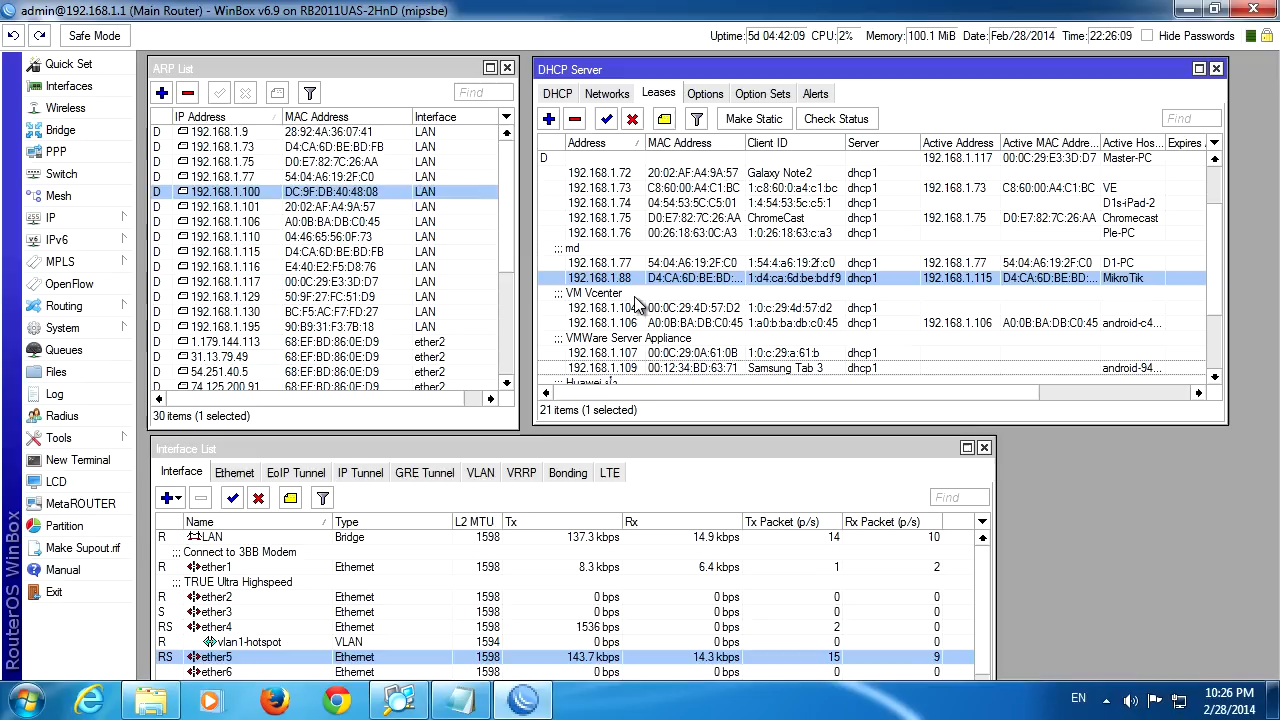 admin@192.168.1.1 (Main Router) - WinBox v6.9 on RB2011UAS-2HnD (mipsbe)
Safe Mode Uptime: 5d 04:42:09 CPU: 2% Memory: 100.1 MiB Date: Feb/28/2014 Time: 22:26:09 Hide Passwords
Quick Set
Interfaces
Wireless
Bridge
PPP
Switch
Mesh
IP
IPv6
MPLS
OpenFlow
Routing
System
Queues
Files
Log
Radius
Tools
New Terminal
LCD
MetaROUTER
Partition
Make Supout.rif
Manual
Exit
RouterOS WinBox
ARP List
Find
IP Address MAC Address Interface
D 192.168.1.9 28:92:4A:36:07:41 LAN
D 192.168.1.73 D4:CA:6D:BE:BD:FB LAN
D 192.168.1.75 D0:E7:82:7C:26:AA LAN
D 192.168.1.77 54:04:A6:19:2F:C0 LAN
D 192.168.1.100 DC:9F:DB:40:48:08 LAN
D 192.168.1.101 20:02:AF:A4:9A:57 LAN
D 192.168.1.106 A0:0B:BA:DB:C0:45 LAN
D 192.168.1.110 04:46:65:56:0F:73 LAN
D 192.168.1.115 D4:CA:6D:BE:BD:FB LAN
D 192.168.1.116 E4:40:E2:F5:D8:76 LAN
D 192.168.1.117 00:0C:29:E3:3D:D7 LAN
D 192.168.1.129 50:9F:27:FC:51:D9 LAN
D 192.168.1.130 BC:F5:AC:F7:FD:27 LAN
D 192.168.1.195 90:B9:31:F3:7B:18 LAN
D 1.179.144.113 68:EF:BD:86:0E:D9 ether2
D 31.13.79.49 68:EF:BD:86:0E:D9 ether2
D 54.251.40.5 68:EF:BD:86:0E:D9 ether2
D 74.125.200.91 68:EF:BD:86:0E:D9 ether2
30 items (1 selected)
DHCP Server
DHCP Networks Leases Options Option Sets Alerts
Make Static Check Status Find
Address MAC Address Client ID Server Active Address Active MAC Addre... Active Hos... Expires
D 192.168.1.117 00:0C:29:E3:3D:D7 Master-PC
192.168.1.72 20:02:AF:A4:9A:57 Galaxy Note2 dhcp1
192.168.1.73 C8:60:00:A4:C1:BC 1:c8:60:0:a4:c1:bc dhcp1 192.168.1.73 C8:60:00:A4:C1:BC VE
192.168.1.74 04:54:53:5C:C5:01 1:4:54:53:5c:c5:1 dhcp1 D1s-iPad-2
192.168.1.75 D0:E7:82:7C:26:AA ChromeCast dhcp1 192.168.1.75 D0:E7:82:7C:26:AA Chromecast
192.168.1.76 00:26:18:63:0C:A3 1:0:26:18:63:c:a3 dhcp1 Ple-PC
;;; md
192.168.1.77 54:04:A6:19:2F:C0 1:54:4:a6:19:2f:c0 dhcp1 192.168.1.77 54:04:A6:19:2F:C0 D1-PC
192.168.1.88 D4:CA:6D:BE:BD:... 1:d4:ca:6d:be:bd:f9 dhcp1 192.168.1.115 D4:CA:6D:BE:BD:... MikroTik
;;; VM Vcenter
00:0C:29:4D:57:D2 1:0:c:29:4d:57:d2 dhcp1
192.168.1.106 A0:0B:BA:DB:C0:45 1:a0:b:ba:db:c0:45 dhcp1 192.168.1.106 A0:0B:BA:DB:C0:45 android-c4...
;;; VMWare Server Appliance
192.168.1.107 00:0C:29:0A:61:0B 1:0:c:29:a:61:b dhcp1
192.168.1.109 00:12:34:BD:63:71 Samsung Tab 3 dhcp1 android-94...
;;; Huawei
21 items (1 selected)
Interface List
Interface Ethernet EoIP Tunnel IP Tunnel GRE Tunnel VLAN VRRP Bonding LTE
Find
Name Type L2 MTU Tx Rx Tx Packet (p/s) Rx Packet (p/s)
R LAN Bridge 1598 137.3 kbps 14.9 kbps 14 10
;;; Connect to 3BB Modem
R ether1 Ethernet 1598 8.3 kbps 6.4 kbps 1 2
;;; TRUE Ultra Highspeed
R ether2 Ethernet 1598 0 bps 0 bps 0 0
S ether3 Ethernet 1598 0 bps 0 bps 0 0
RS ether4 Ethernet 1598 1536 bps 0 bps 2 0
R vlan1-hotspot VLAN 1594 0 bps 0 bps 0 0
RS ether5 Ethernet 1598 143.7 kbps 14.3 kbps 15 9
ether6 Ethernet 1598 0 bps 0 bps 0 0
EN
10:26 PM
2/28/2014